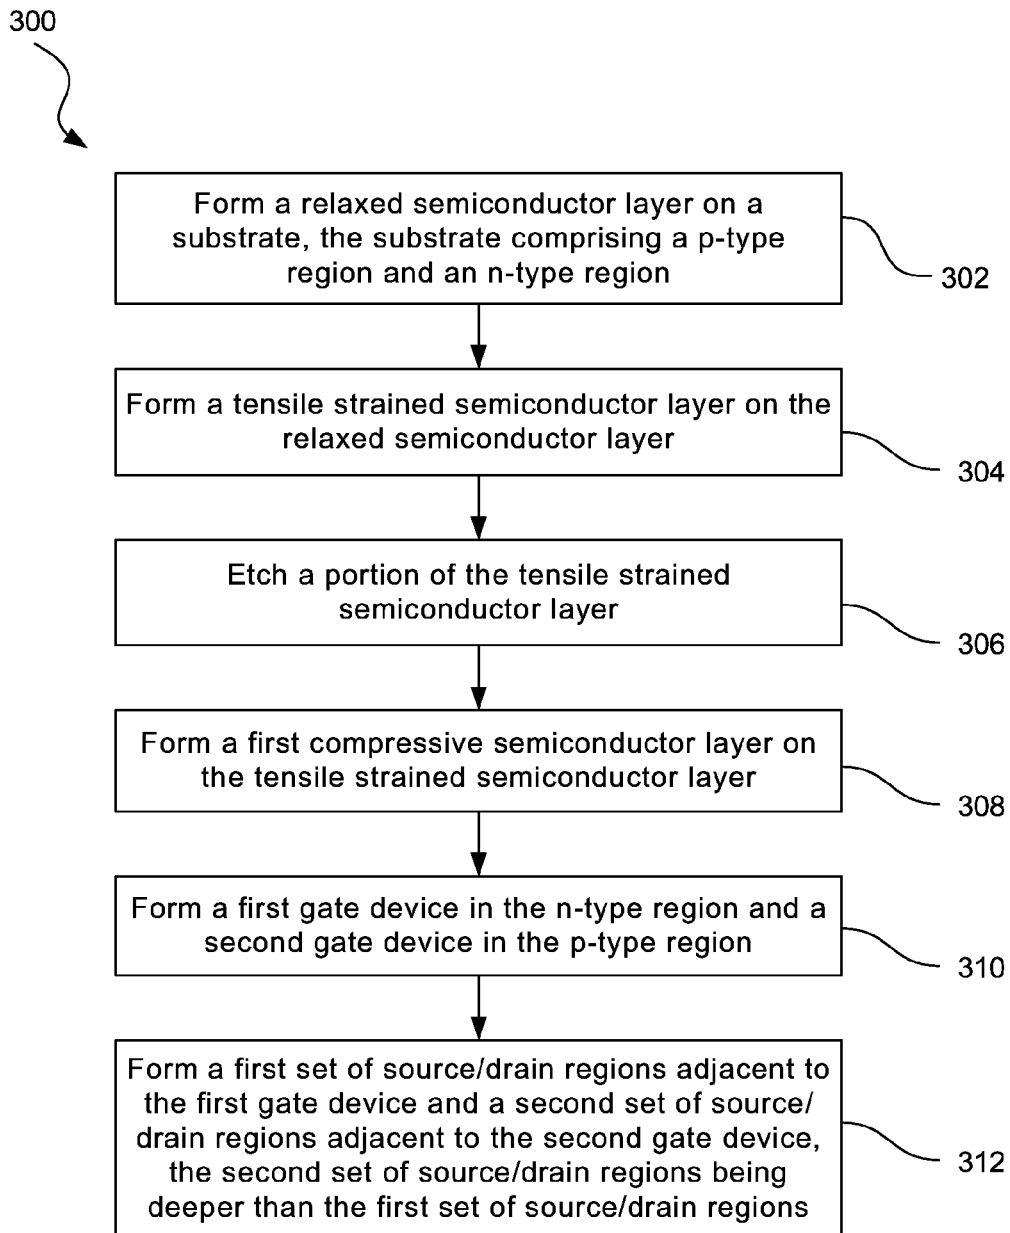 300
Form a relaxed semiconductor layer on a
substrate, the substrate comprising a p-type
region and an n-type region
302
Form a tensile strained semiconductor layer on the
relaxed semiconductor layer
304
Etch a portion of the tensile strained
semiconductor layer
306
Form a first compressive semiconductor layer on
the tensile strained semiconductor layer
308
Form a first gate device in the n-type region and a
second gate device in the p-type region
310
Form a first set of source/drain regions adjacent to
the first gate device and a second set of source/
drain regions adjacent to the second gate device,
the second set of source/drain regions being
deeper than the first set of source/drain regions
312